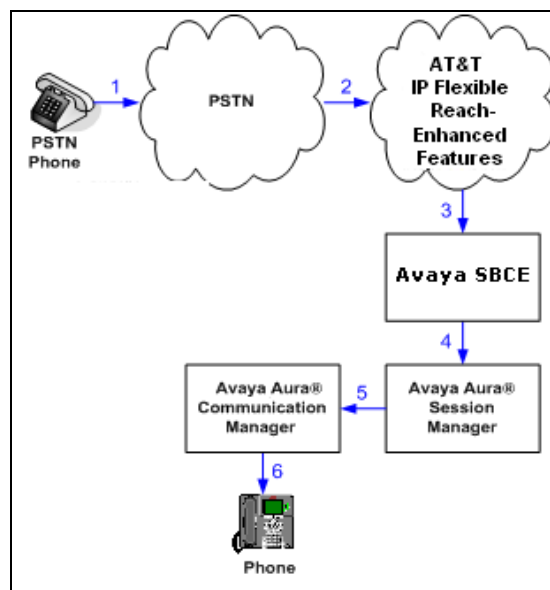 1
2
PSTN
PSTN
Phone
AT&T
IP Flexible
Reach-
Enhanced
Features
3
Avaya SBCE
4
Avaya Aura®
Communication
Manager
5
Avaya Aura®
Session
Manager
6
Phone